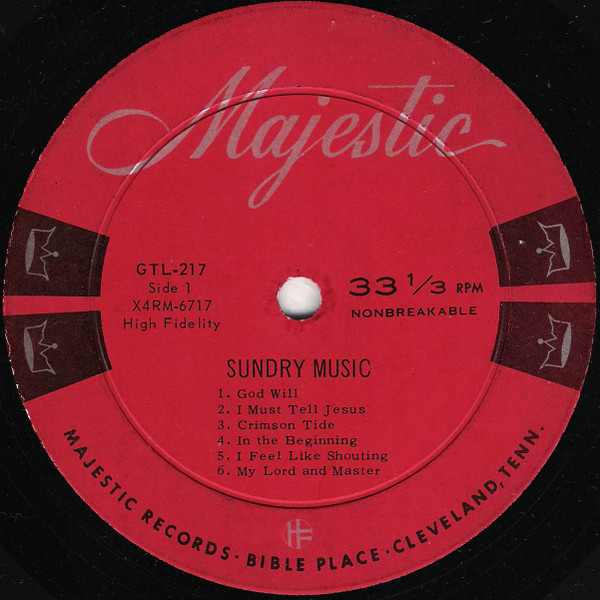 Majestic
GTL-217
Side 1
X4RM-6717
High Fidelity
33 1/3 RPM
NONBREAKABLE
SUNDRY MUSIC
1. God Will
2. I Must Tell Jesus
3. Crimson Tide
4. In the Beginning
5. I Feel Like Shouting
6. My Lord and Master
HF
MAJESTIC RECORDS · BIBLE PLACE · CLEVELAND, TENN.